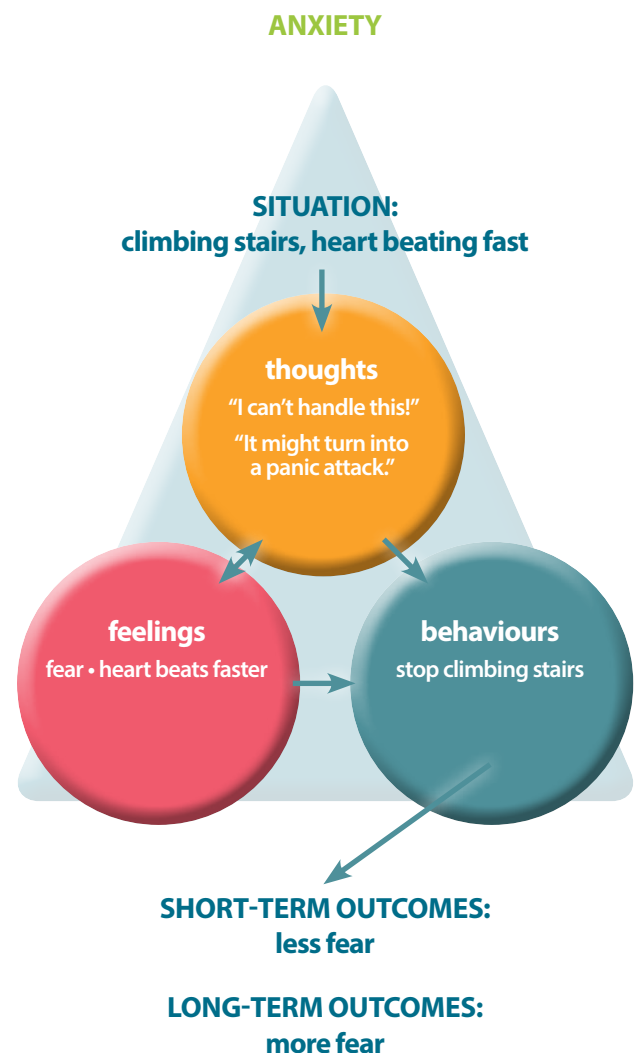 ANXIETY
SITUATION:
climbing stairs, heart beating fast
thoughts
“I can’t handle this!”
“It might turn into
a panic attack.”
feelings
fear • heart beats faster
behaviours
stop climbing stairs
SHORT-TERM OUTCOMES:
less fear
LONG-TERM OUTCOMES:
more fear